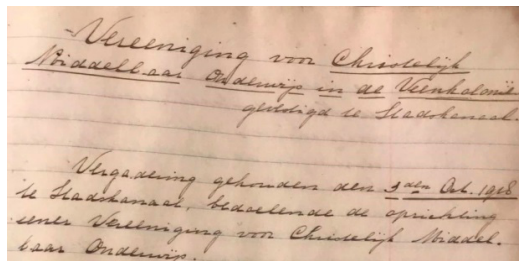 Vereeniging voor Christelijk
Middelbaar Onderwijs in de Veenkoloniën
gevestigd te Stadskanaal.
Vergadering gehouden den 3den Oct. 1918
te Stadskanaal, bedoelende de oprichting
eener Vereeniging voor Christelijk Middel-
baar Onderwijs.